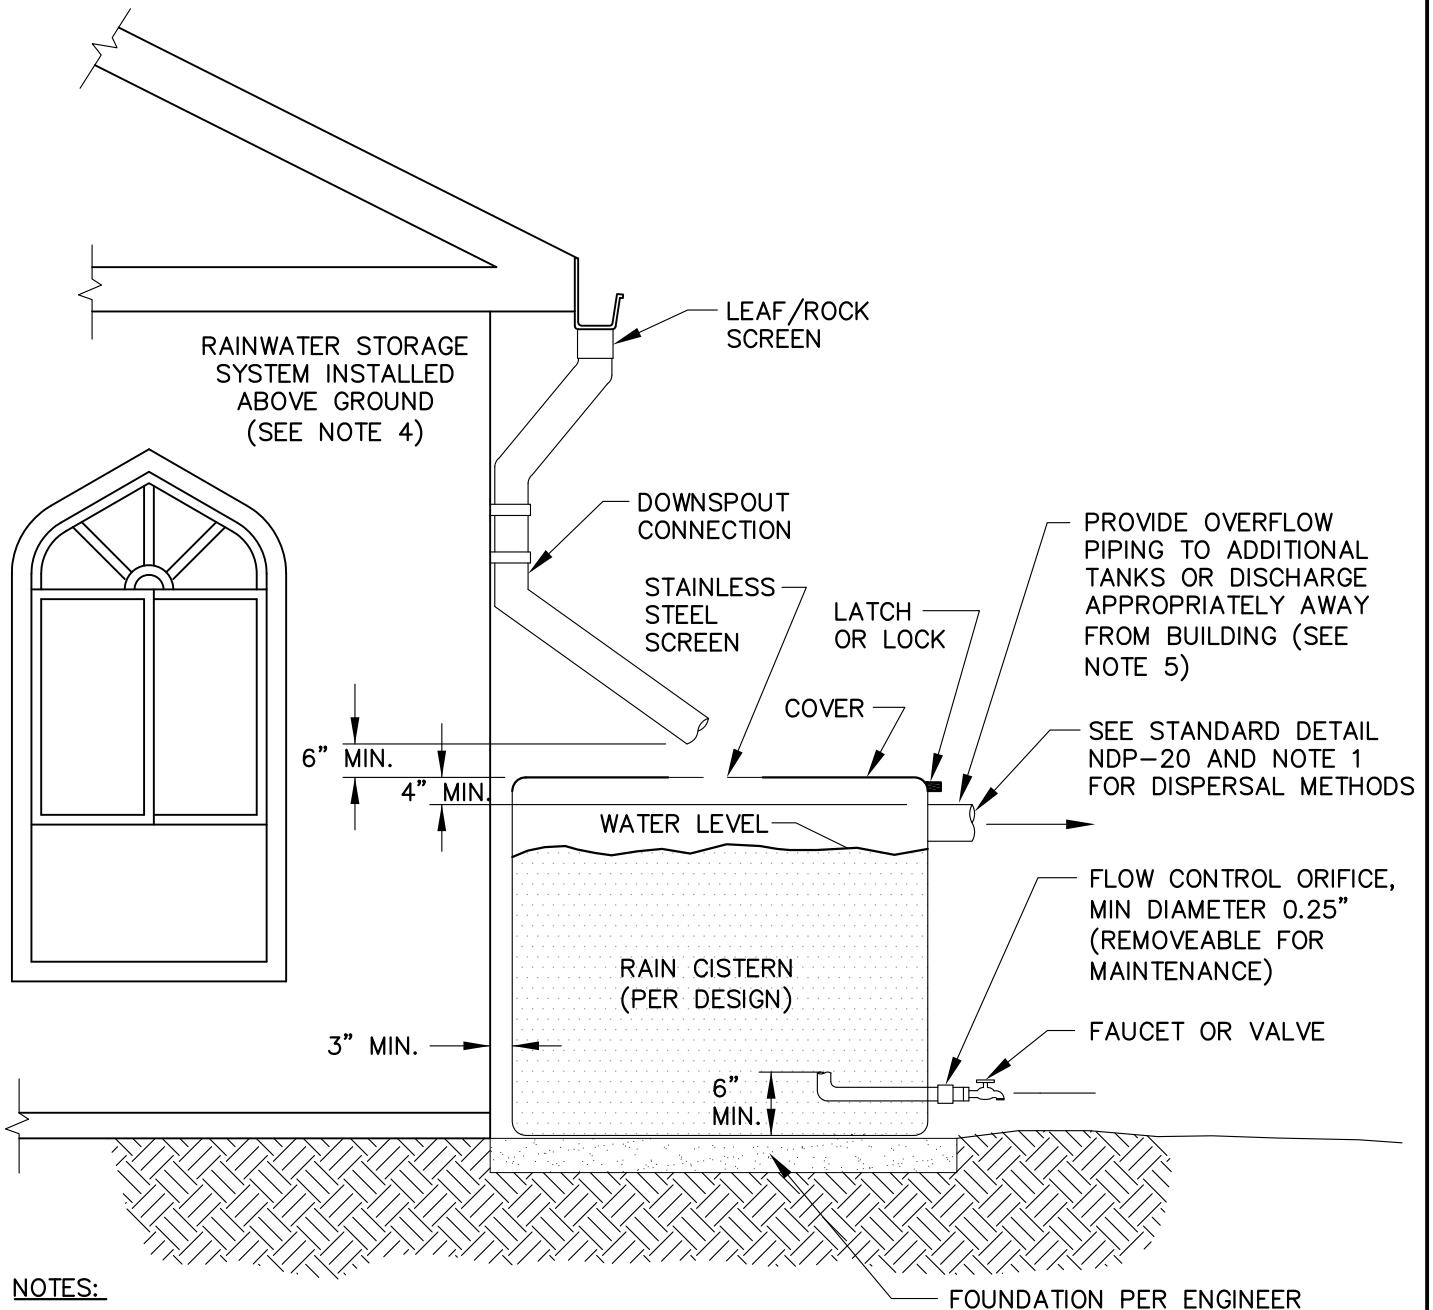 LEAF/ROCK
SCREEN
RAINWATER STORAGE
SYSTEM INSTALLED
ABOVE GROUND
(SEE NOTE 4)
DOWNSPOUT
CONNECTION
PROVIDE OVERFLOW
PIPING TO ADDITIONAL
TANKS OR DISCHARGE
APPROPRIATELY AWAY
FROM BUILDING (SEE
NOTE 5)
STAINLESS
STEEL
SCREEN
LATCH
OR LOCK
COVER
SEE STANDARD DETAIL
NDP-20 AND NOTE 1
FOR DISPERSAL METHODS
6" MIN.
4" MIN.
WATER LEVEL
FLOW CONTROL ORIFICE,
MIN DIAMETER 0.25"
(REMOVEABLE FOR
MAINTENANCE)
RAIN CISTERN
(PER DESIGN)
FAUCET OR VALVE
3" MIN.
6"
MIN.
NOTES:
FOUNDATION PER ENGINEER